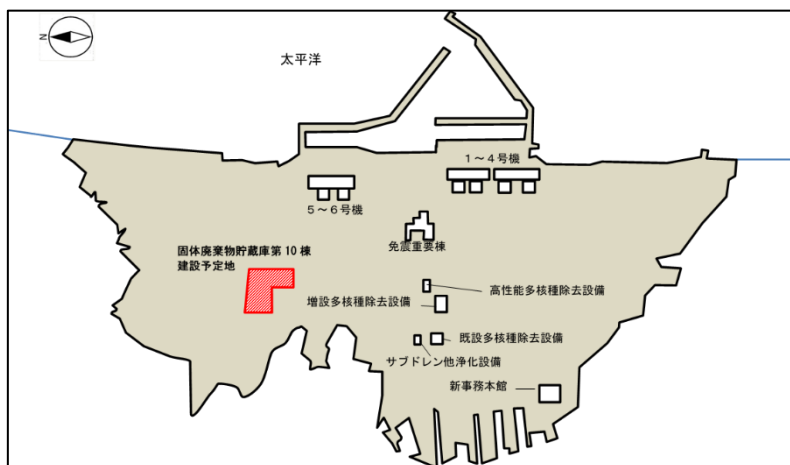 N
太平洋
1～4号機
5～6号機
免震重要棟
固体廃棄物貯蔵庫第10棟
建設予定地
高性能多核種除去設備
増設多核種除去設備
既設多核種除去設備
サブドレン他浄化設備
新事務本館